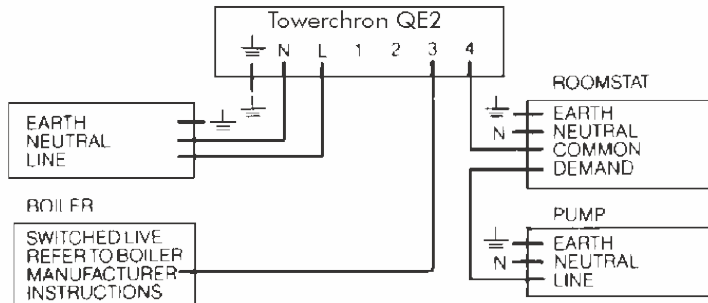 Towerchron QE2
N L 1 2 3 4
EARTH
NEUTRAL
LINE
ROOMSTAT
EARTH
N NEUTRAL
COMMON
DEMAND
BOILER
SWITCHED LIVE
REFER TO BOILER
MANUFACTURER
INSTRUCTIONS
PUMP
EARTH
N NEUTRAL
LINE